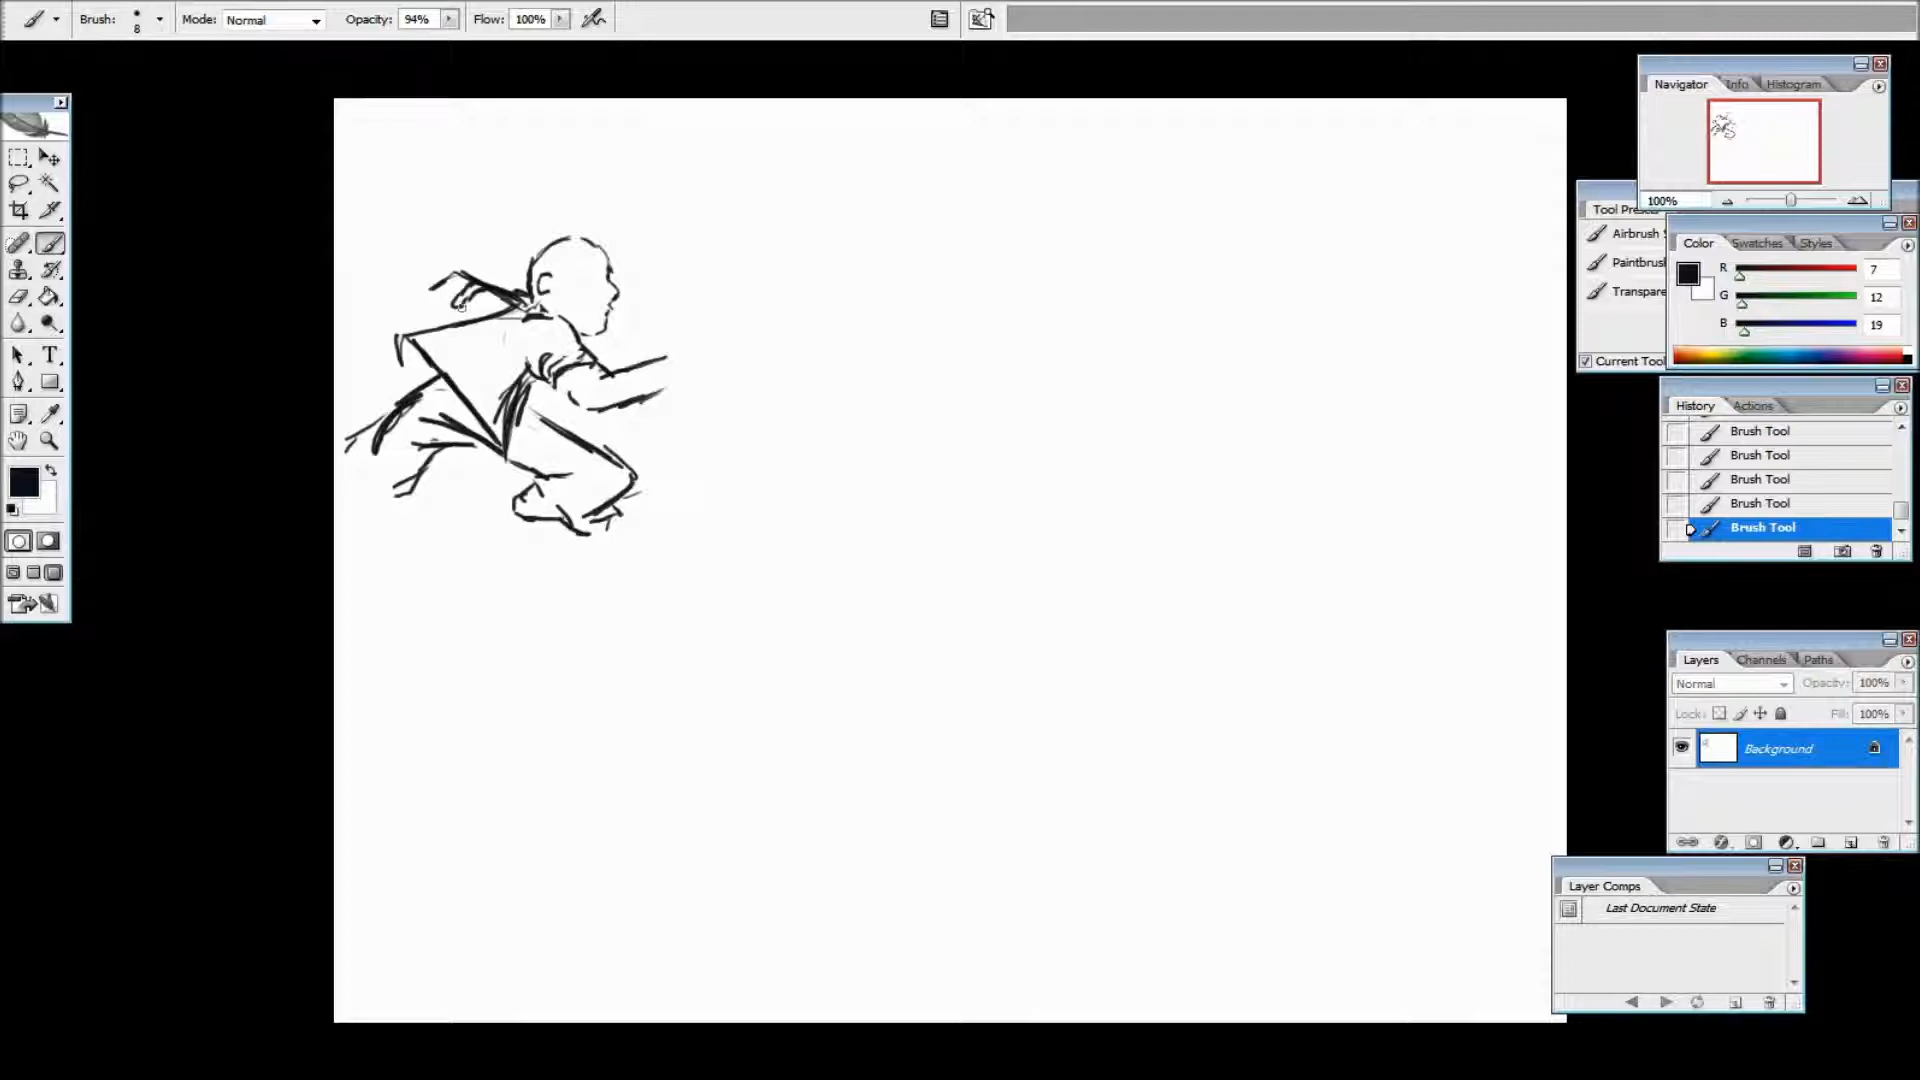 Brush: 8 Mode: Normal Opacity: 94% Flow: 100%
Navigator Info Histogram
100%
Tool Presets
Airbrush
Paintbrush
Transpare
Current Tool
Color Swatches Styles
R 7
G 12
B 19
T
History Actions
Brush Tool
Brush Tool
Brush Tool
Brush Tool
Brush Tool
Layers Channels Paths
Normal Opacity: 100%
Lock: Fill: 100%
Background
Layer Comps
Last Document State